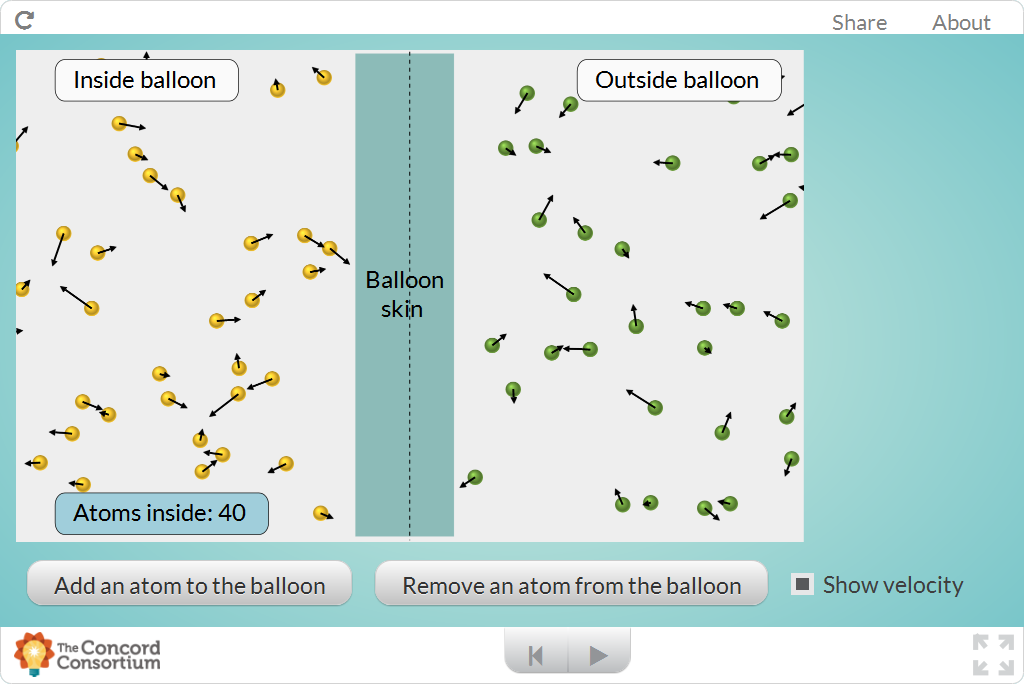 Share About
Inside balloon
Outside balloon
Balloon
skin
Atoms inside: 40
Add an atom to the balloon
Remove an atom from the balloon
Show velocity
The Concord
Consortium